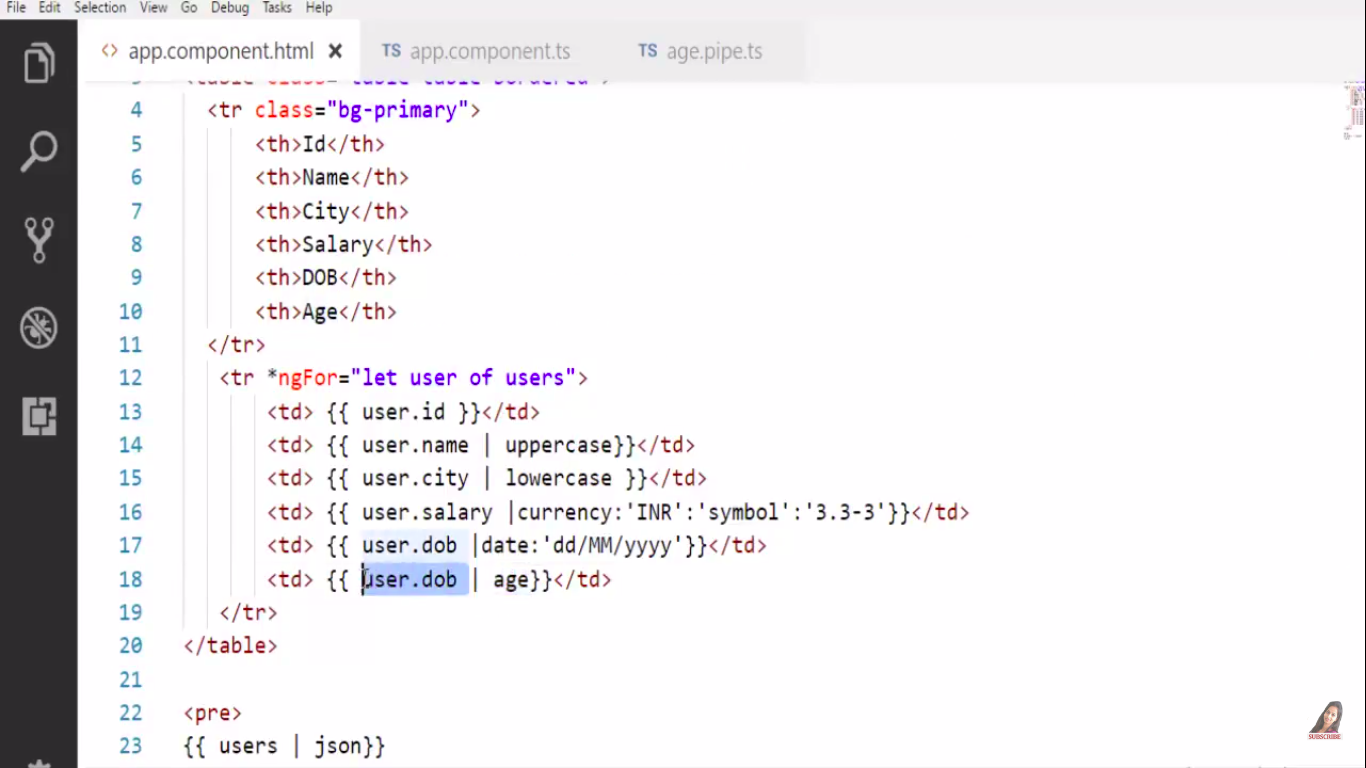 File Edit Selection View Go Debug Tasks Help
<> app.component.html × TS app.component.ts TS age.pipe.ts
4 <tr class="bg-primary">
5 <th>Id</th>
6 <th>Name</th>
7 <th>City</th>
8 <th>Salary</th>
9 <th>DOB</th>
10 <th>Age</th>
11 </tr>
12 <tr *ngFor="let user of users">
13 <td> {{ user.id }}</td>
14 <td> {{ user.name | uppercase}}</td>
15 <td> {{ user.city | lowercase }}</td>
16 <td> {{ user.salary |currency:'INR':'symbol':'3.3-3'}}</td>
17 <td> {{ user.dob |date:'dd/MM/yyyy'}}</td>
18 <td> {{ user.dob | age}}</td>
19 </tr>
20 </table>
21
22 <pre>
23 {{ users | json}}
SUBSCRIBE